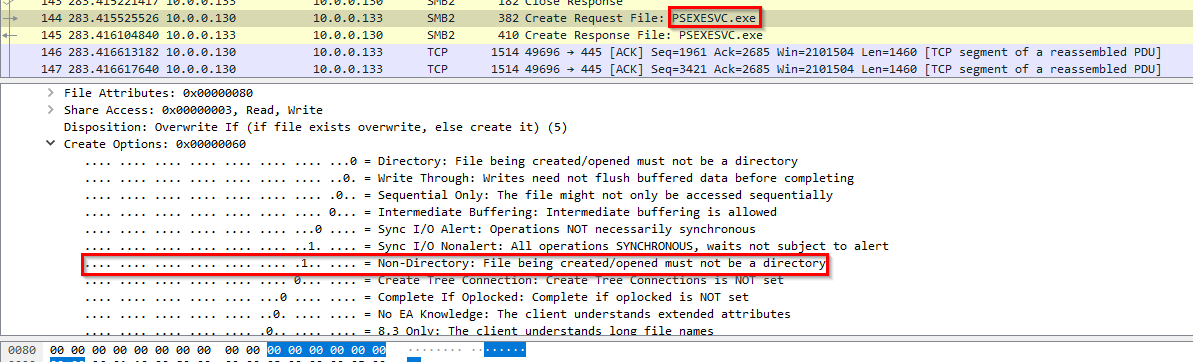 143 283.415221417 10.0.0.133 10.0.0.130 SMB2 182 Close Response
144 283.415525526 10.0.0.130 10.0.0.133 SMB2 382 Create Request File: PSEXESVC.exe
145 283.416104840 10.0.0.133 10.0.0.130 SMB2 410 Create Response File: PSEXESVC.exe
146 283.416613182 10.0.0.130 10.0.0.133 TCP 1514 49696 → 445 [ACK] Seq=1961 Ack=2685 Win=2101504 Len=1460 [TCP segment of a reassembled PDU]
147 283.416617640 10.0.0.130 10.0.0.133 TCP 1514 49696 → 445 [ACK] Seq=3421 Ack=2685 Win=2101504 Len=1460 [TCP segment of a reassembled PDU]
File Attributes: 0x00000080
Share Access: 0x00000003, Read, Write
Disposition: Overwrite If (if file exists overwrite, else create it) (5)
Create Options: 0x00000060
.... .... .... .... .... .... .... ...0 = Directory: File being created/opened must not be a directory
.... .... .... .... .... .... .... ..0. = Write Through: Writes need not flush buffered data before completing
.... .... .... .... .... .... .... .0.. = Sequential Only: The file might not only be accessed sequentially
.... .... .... .... .... .... .... 0... = Intermediate Buffering: Intermediate buffering is allowed
.... .... .... .... .... .... ...0 .... = Sync I/O Alert: Operations NOT necessarily synchronous
.... .... .... .... .... .... ..1. .... = Sync I/O Nonalert: All operations SYNCHRONOUS, waits not subject to alert
.... .... .... .... .... .... .1.. .... = Non-Directory: File being created/opened must not be a directory
.... .... .... .... .... .... 0... .... = Create Tree Connection: Create Tree Connections is NOT set
.... .... .... .... .... ...0 .... .... = Complete If Oplocked: Complete if oplock is NOT set
.... .... .... .... .... ..0. .... .... = No EA Knowledge: The client understands extended attributes
.... .... .... .... .... .0.. .... .... = 8.3 Only: The client understands long file names
0080 00 00 00 00 00 00 00 00 00 00 00 00 00 00 00 00 ········ ········